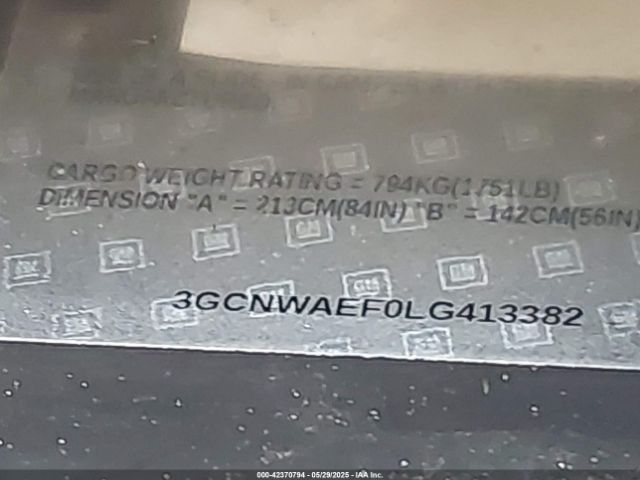 CARGO WEIGHT RATING = 794KG(1751LB)
DIMENSION "A" = 213CM(84IN) "B" = 142CM(56IN)
3GCNWAEF0LG413382
000-42370794 - 05/29/2025 - IAA Inc.